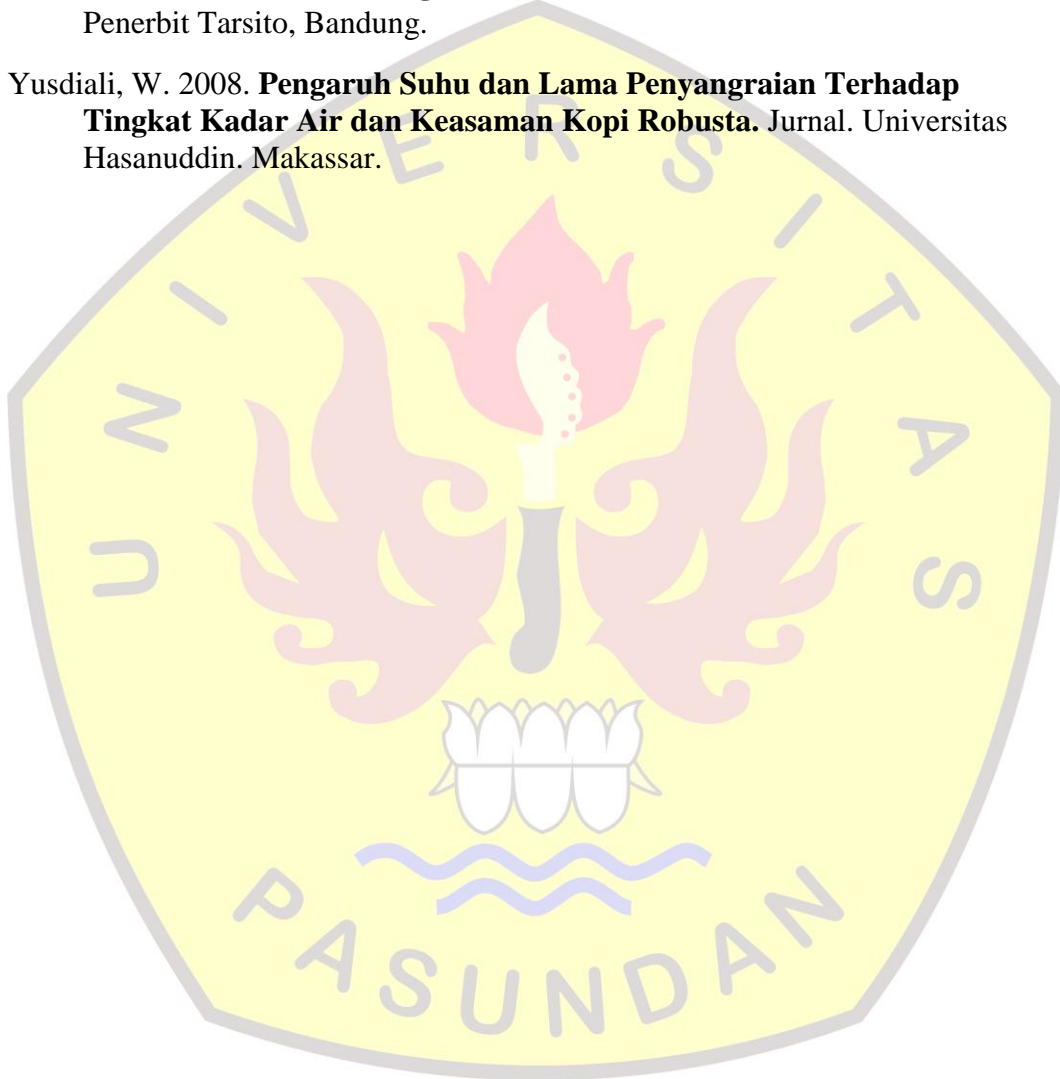 Penerbit Tarsito, Bandung.
Yusdiali, W. 2008. Pengaruh Suhu dan Lama Penyangraian Terhadap
Tingkat Kadar Air dan Keasaman Kopi Robusta. Jurnal. Universitas
Hasanuddin. Makassar.
UNIVERSITAS
PASUNDAN